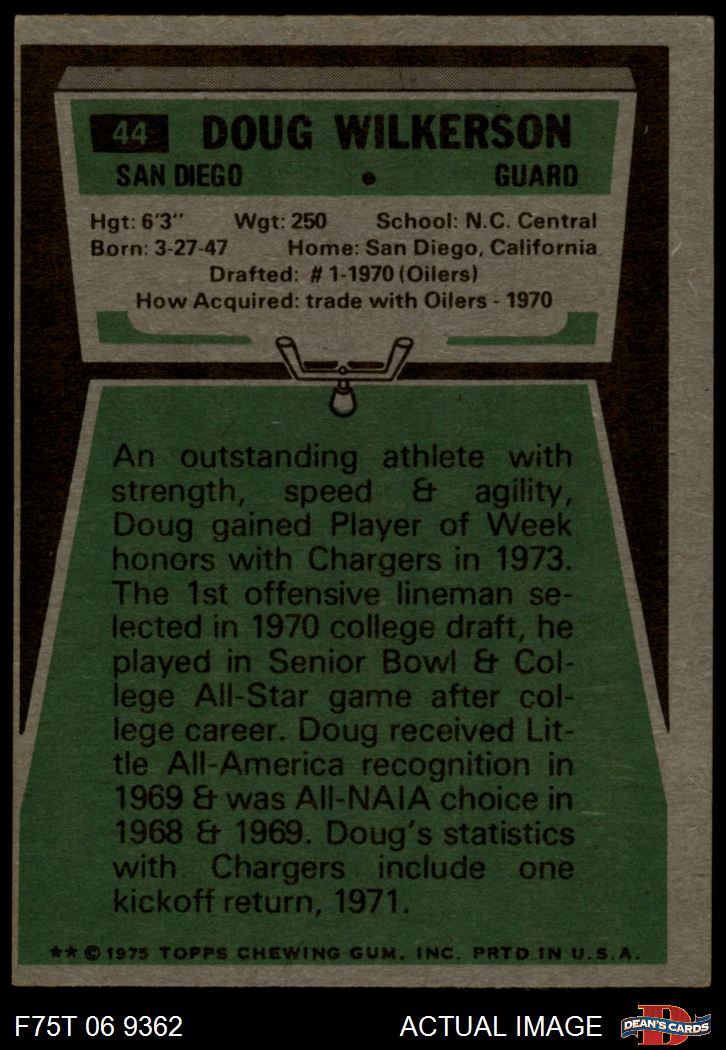 44 DOUG WILKERSON
SAN DIEGO • GUARD
Hgt: 6'3" Wgt: 250 School: N.C. Central
Born: 3-27-47 Home: San Diego, California
Drafted: #1-1970 (Oilers)
How Acquired: trade with Oilers - 1970
An outstanding athlete with
strength, speed & agility,
Doug gained Player of Week
honors with Chargers in 1973.
The 1st offensive lineman se-
lected in 1970 college draft, he
played in Senior Bowl & Col-
lege All-Star game after col-
lege career. Doug received Lit-
tle All-America recognition in
1969 & was All-NAIA choice in
1968 & 1969. Doug's statistics
with Chargers include one
kickoff return, 1971.
**©1975 TOPPS CHEWING GUM, INC. PRTD IN U.S.A.
F75T 06 9362 ACTUAL IMAGE D DEAN'S CARDS